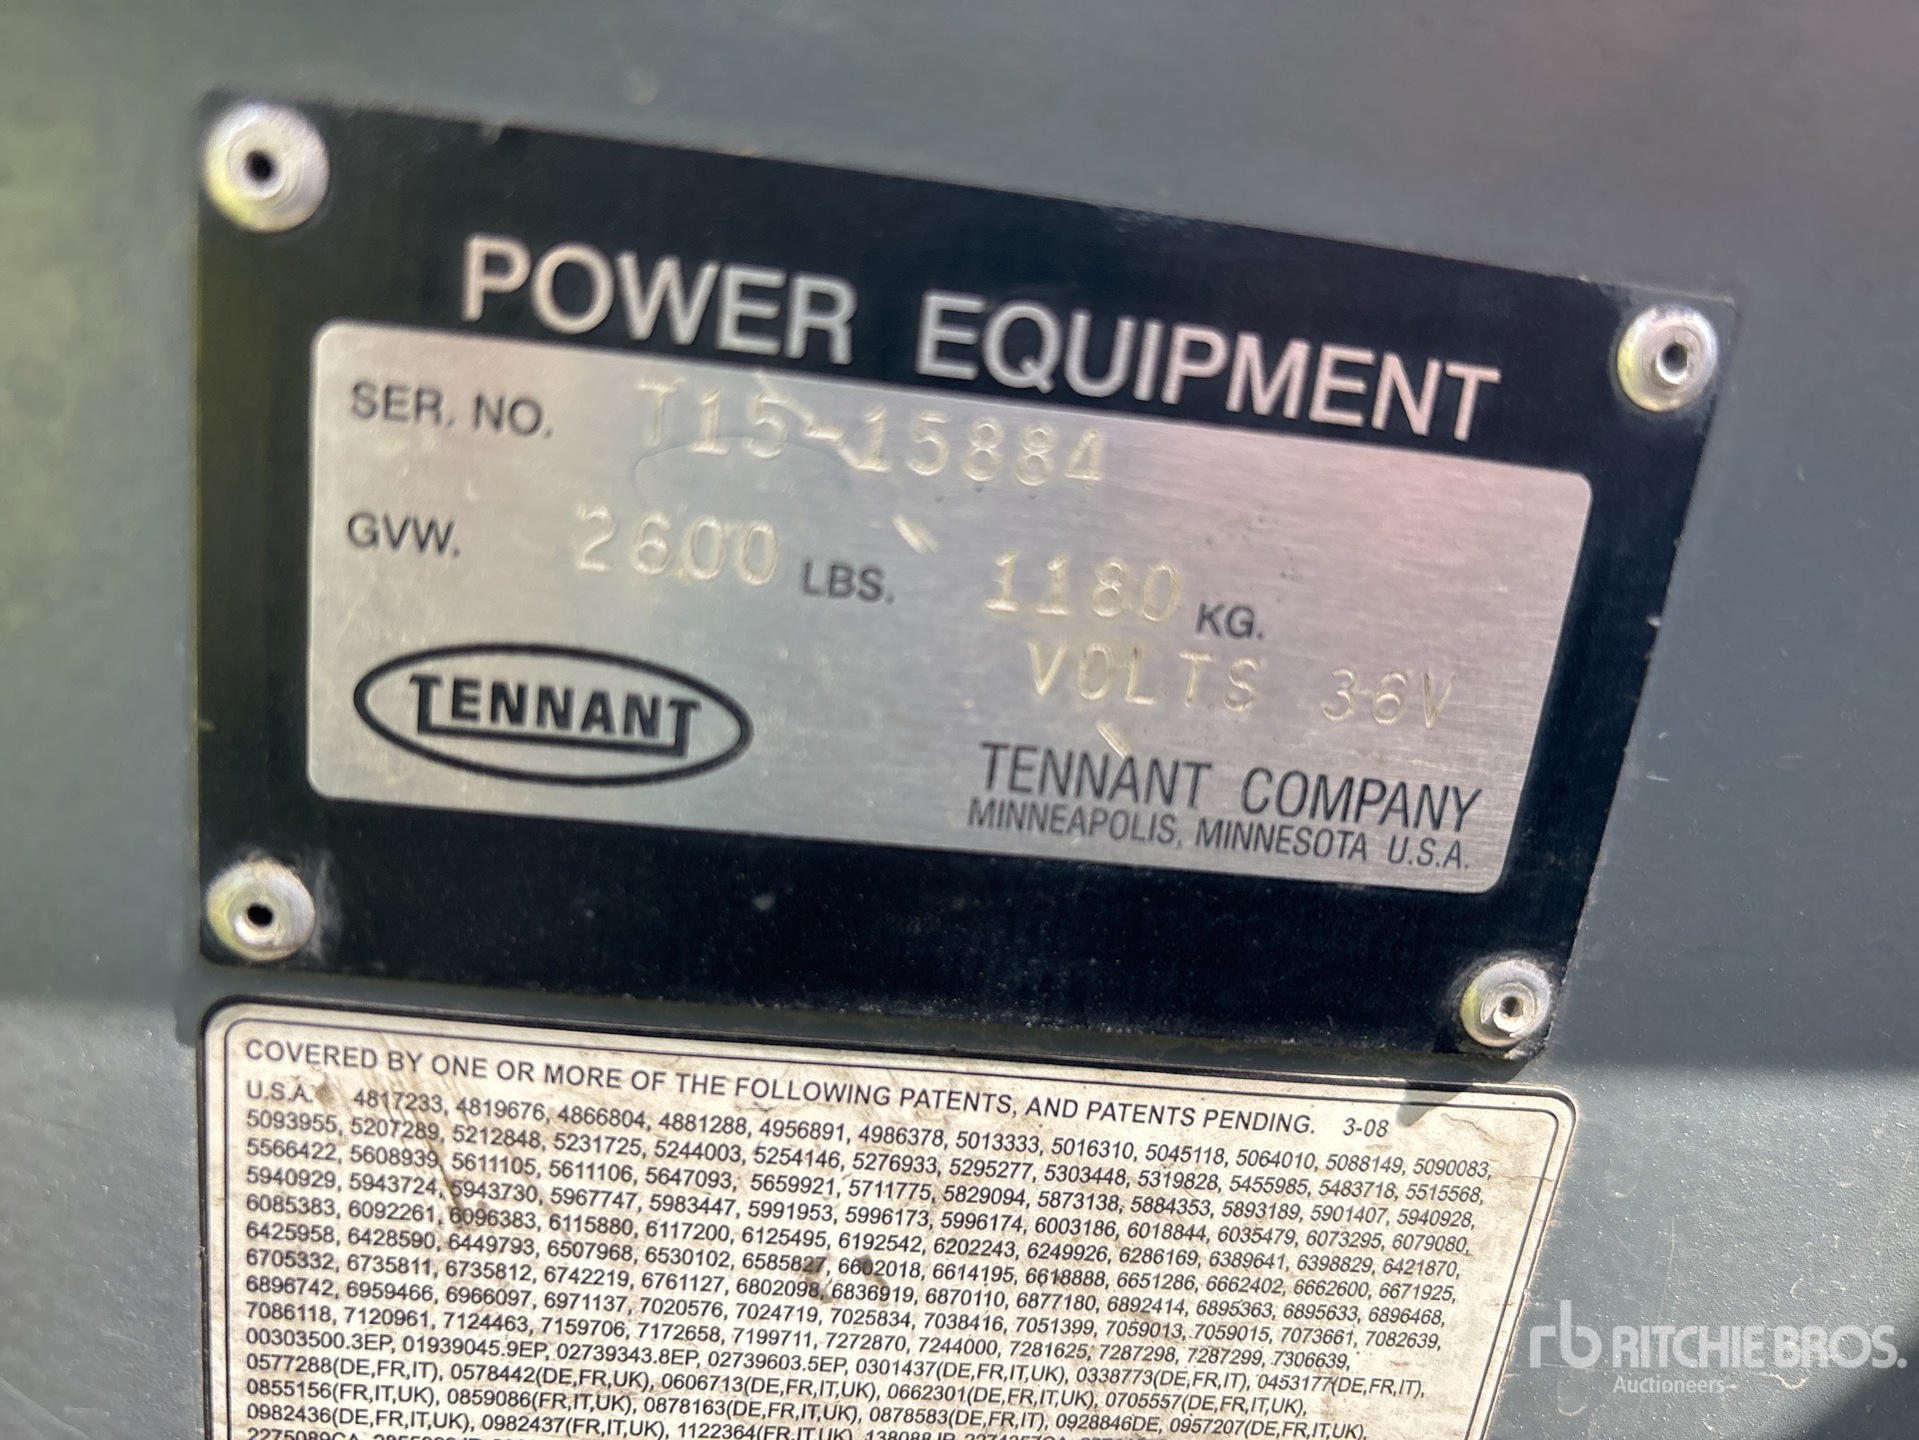 POWER EQUIPMENT
SER. NO. T15-15884
GVW. 2600 LBS. 1180 KG.
VOLTS 36V
TENNANT
TENNANT COMPANY
MINNEAPOLIS, MINNESOTA U.S.A.
COVERED BY ONE OR MORE OF THE FOLLOWING PATENTS, AND PATENTS PENDING. 3-08
U.S.A. 4817233, 4819676, 4866804, 4881288, 4956891, 4986378, 5013333, 5016310, 5045118, 5064010, 5088149, 5090083,
5093955, 5207289, 5212848, 5231725, 5244003, 5254146, 5276933, 5295277, 5303448, 5319828, 5455985, 5483718, 5515568,
5566422, 5608939, 5611105, 5611106, 5647093, 5659921, 5711775, 5829094, 5873138, 5884353, 5893189, 5901407, 5940928,
5940929, 5943724, 5943730, 5967747, 5983447, 5991953, 5996173, 5996174, 6003186, 6018844, 6035479, 6073295, 6079080,
6085383, 6092261, 6096383, 6115880, 6117200, 6125495, 6192542, 6202243, 6249926, 6286169, 6389641, 6398829, 6421870,
6425958, 6428590, 6449793, 6507968, 6530102, 6585827, 6602018, 6614195, 6618888, 6651286, 6662402, 6662600, 6671925,
6705332, 6735811, 6735812, 6742219, 6761127, 6802098, 6836919, 6870110, 6877180, 6892414, 6895363, 6895633, 6896468,
6896742, 6959466, 6966097, 6971137, 7020576, 7024719, 7025834, 7038416, 7051399, 7059013, 7059015, 7073661, 7082639,
7086118, 7120961, 7124463, 7159706, 7172658, 7199711, 7272870, 7244000, 7281625, 7287298, 7287299, 7306639,
00303500.3EP, 01939045.9EP, 02739343.8EP, 02739603.5EP, 0301437(DE,FR,IT,UK), 0338773(DE,FR,IT), 0453177(DE,FR,IT),
0577288(DE,FR,IT), 0578442(DE,FR,UK), 0606713(DE,FR,IT,UK), 0662301(DE,FR,IT,UK), 0705557(DE,FR,IT,UK),
0855156(FR,IT,UK), 0859086(FR,IT,UK), 0878163(DE,FR,IT,UK), 0878583(DE,FR,IT), 0928846DE, 0957207(DE,FR,IT,UK),
0982436(DE,FR,IT,UK), 0982437(FR,IT,UK), 1122364(FR,IT,UK),
rb RITCHIE BROS.
Auctioneers